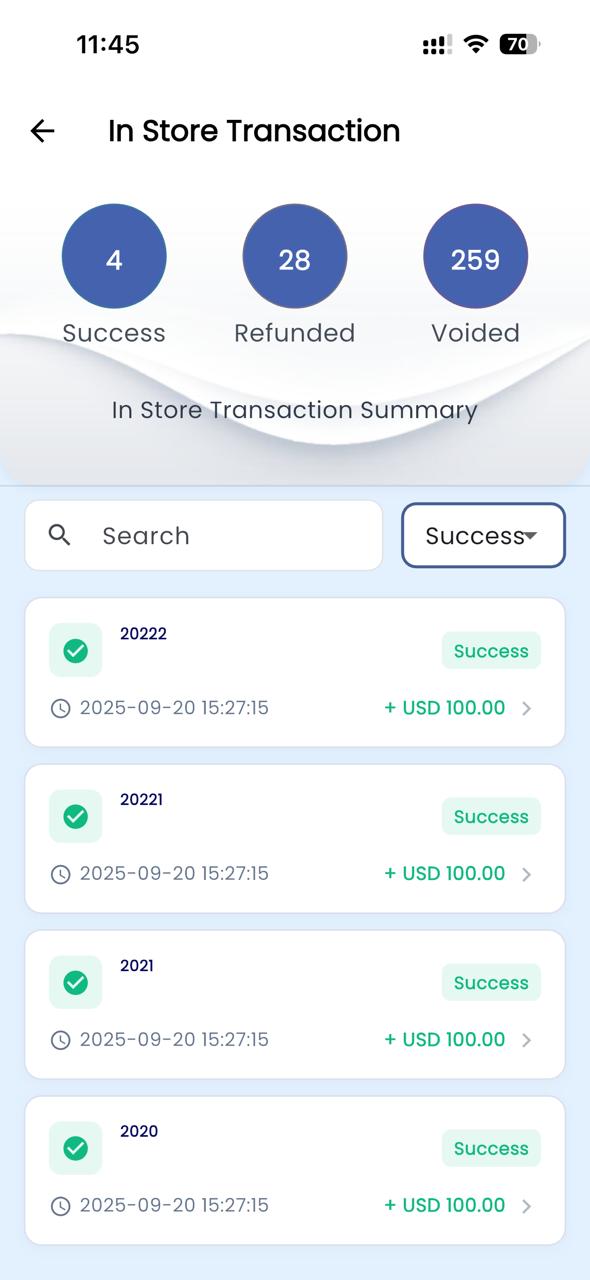 11:45 70
In Store Transaction
4 28 259
Success Refunded Voided
In Store Transaction Summary
Search Success
20222
Success
2025-09-20 15:27:15 + USD 100.00
20221
Success
2025-09-20 15:27:15 + USD 100.00
2021
Success
2025-09-20 15:27:15 + USD 100.00
2020
Success
2025-09-20 15:27:15 + USD 100.00